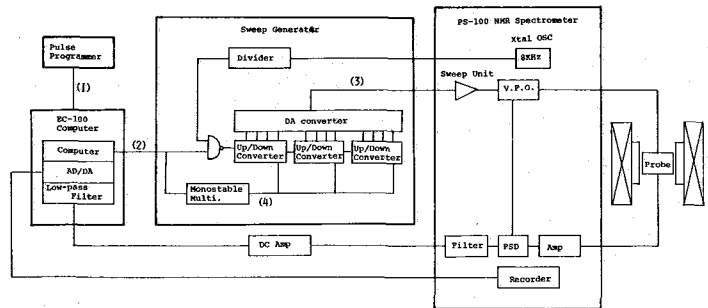 Sweep Generator
PS-100 NMR Spectrometer
Pulse
Programmer
Divider
Xtal OSC
8KHz
(1)
(3)
Sweep Unit
V.F.O.
EC-100
Computer
DA converter
(2)
Computer
Up/Down
Converter
Up/Down
Converter
Up/Down
Converter
AD/DA
Probe
Low-pass
Filter
Monostable
Multi.
(4)
DC Amp
Filter
PSD
Amp
Recorder